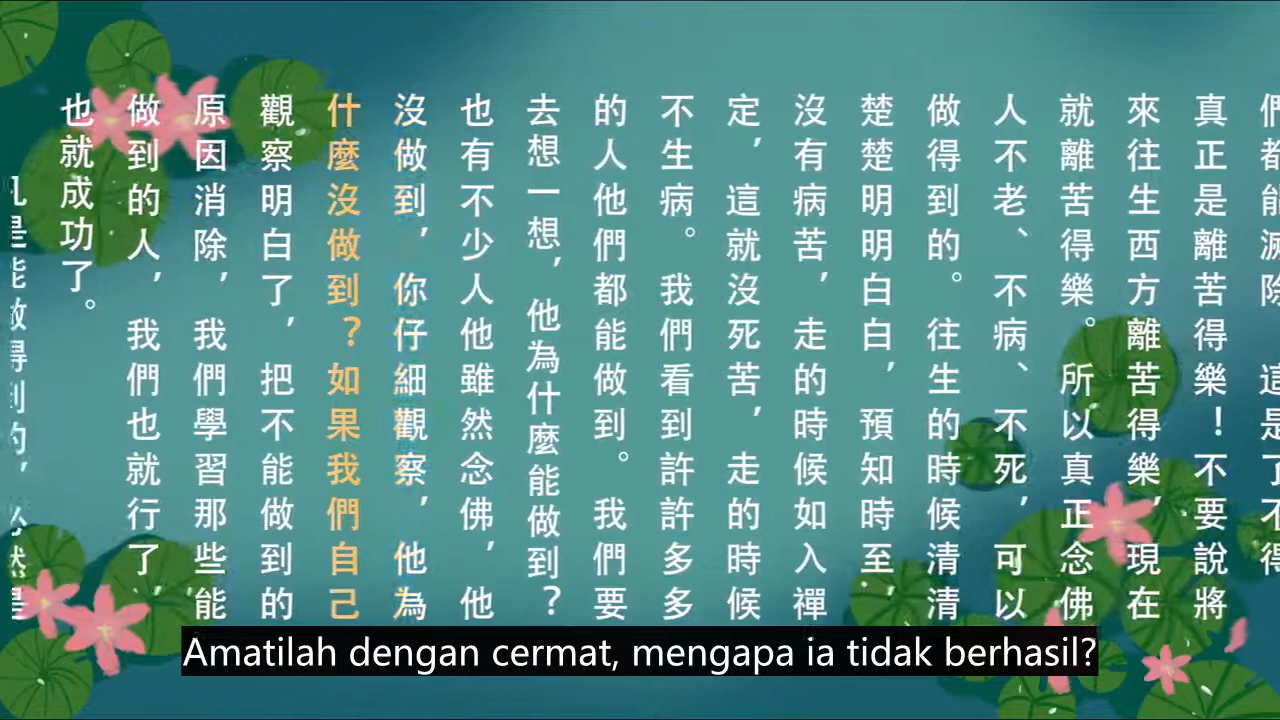 真正是離苦得樂！不要說將
來往生西方離苦得樂，現在
就離苦得樂。所以真正念佛
人不老、不病、不死，可以
做得到的。往生的時候清清
楚楚明明白白，預知時至，
沒有病苦，走的時候如入禪
定，這就沒死苦，走的時候
不生病。我們看到許許多多
的人他們都能做到。我們要
去想一想，他為什麼能做到？
也有不少人他雖然念佛，他
沒做到，你仔細觀察，他為
什麼沒做到？如果我們自己
觀察明白了，把不能做到的
原因消除，我們學習那些能
做到的人，我們也就行了，
也就成功了。
Amatilah dengan cermat, mengapa ia tidak berhasil?